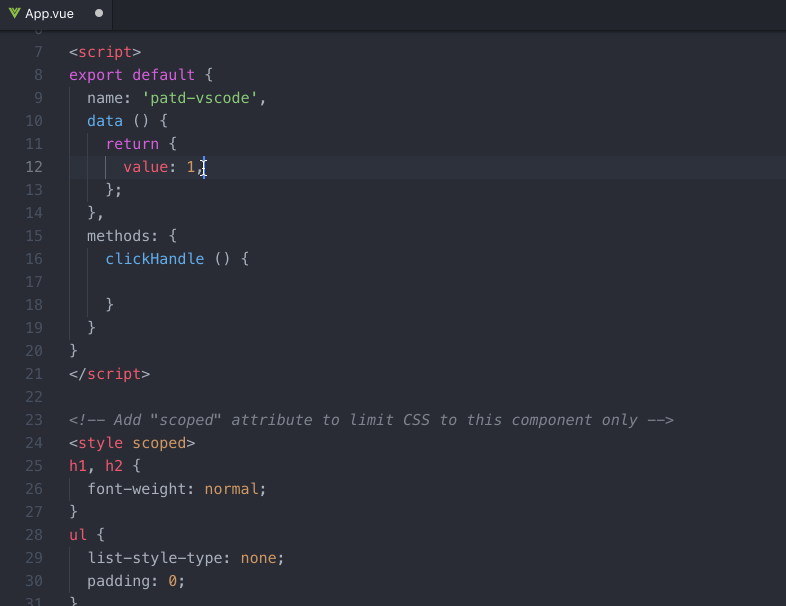 App.vue
6
7 <script>
8 export default {
9 name: 'patd-vscode',
10 data () {
11 return {
12 value: 1,
13 };
14 },
15 methods: {
16 clickHandle () {
17
18 }
19 }
20 }
21 </script>
22
23 <!-- Add "scoped" attribute to limit CSS to this component only -->
24 <style scoped>
25 h1, h2 {
26 font-weight: normal;
27 }
28 ul {
29 list-style-type: none;
30 padding: 0;
31 }